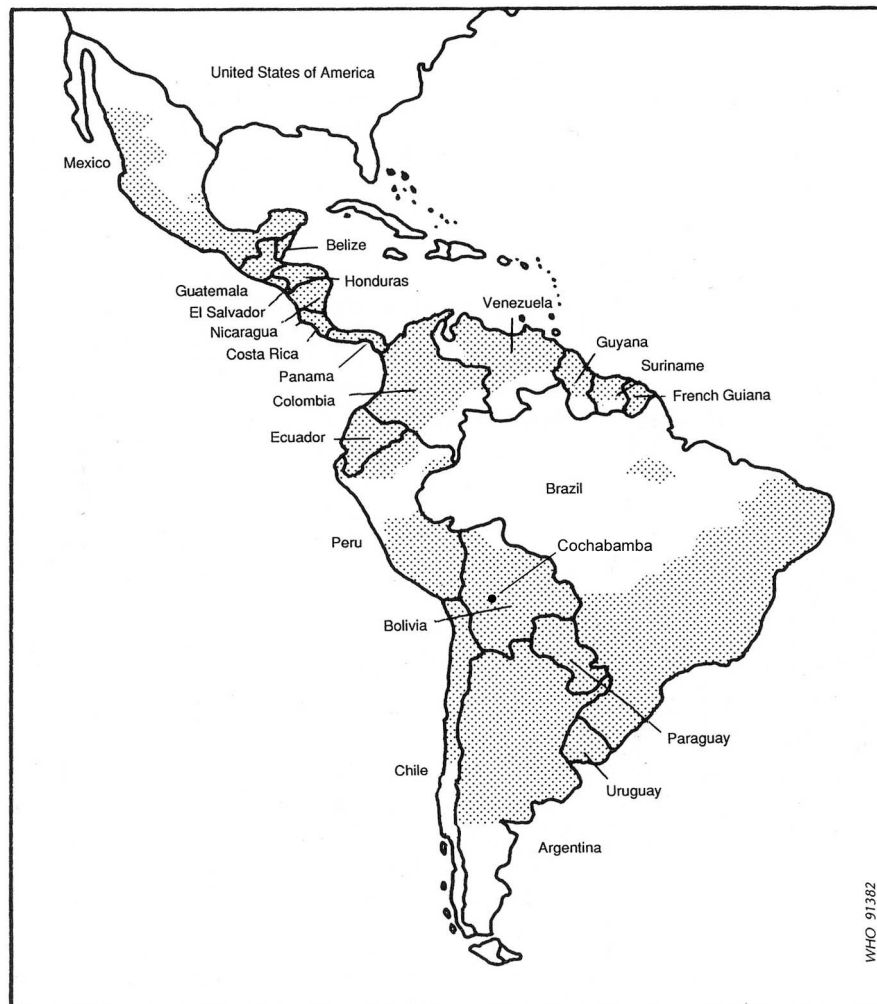 United States of America
Mexico
Belize
Honduras
Guatemala
El Salvador
Nicaragua
Costa Rica
Panama
Venezuela
Guyana
Suriname
French Guiana
Colombia
Ecuador
Brazil
Peru
Cochabamba
Bolivia
Paraguay
Chile
Uruguay
Argentina
WHO 91382